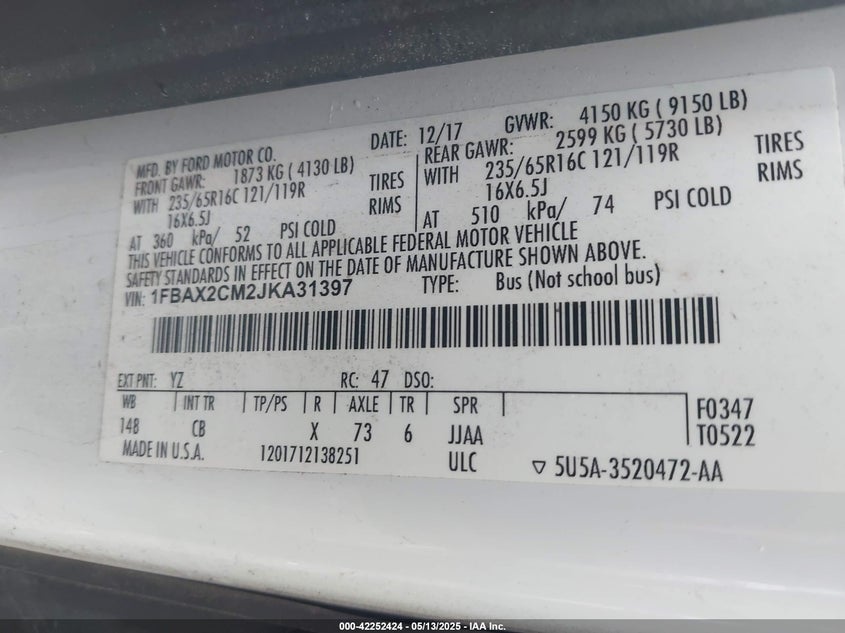 MFD. BY FORD MOTOR CO. DATE: 12/17 GVWR: 4150 KG ( 9150 LB)
FRONT GAWR: 1873 KG ( 4130 LB) REAR GAWR: 2599 KG ( 5730 LB)
WITH 235/65R16C 121/119R TIRES WITH 235/65R16C 121/119R TIRES
16X6.5J RIMS 16X6.5J RIMS
AT 360 kPa/ 52 PSI COLD AT 510 kPa/ 74 PSI COLD
THIS VEHICLE CONFORMS TO ALL APPLICABLE FEDERAL MOTOR VEHICLE
SAFETY STANDARDS IN EFFECT ON THE DATE OF MANUFACTURE SHOWN ABOVE.
VIN: 1FBAX2CM2JKA31397 TYPE: Bus (Not school bus)
EXT PNT: YZ RC: 47 DSO:
WB INT TR TP/PS R AXLE TR SPR F0347
148 CB X 73 6 JJAA T0522
MADE IN U.S.A. 1201712138251 ULC ▽ 5U5A-3520472-AA
000-42252424 - 05/13/2025 - IAA Inc.